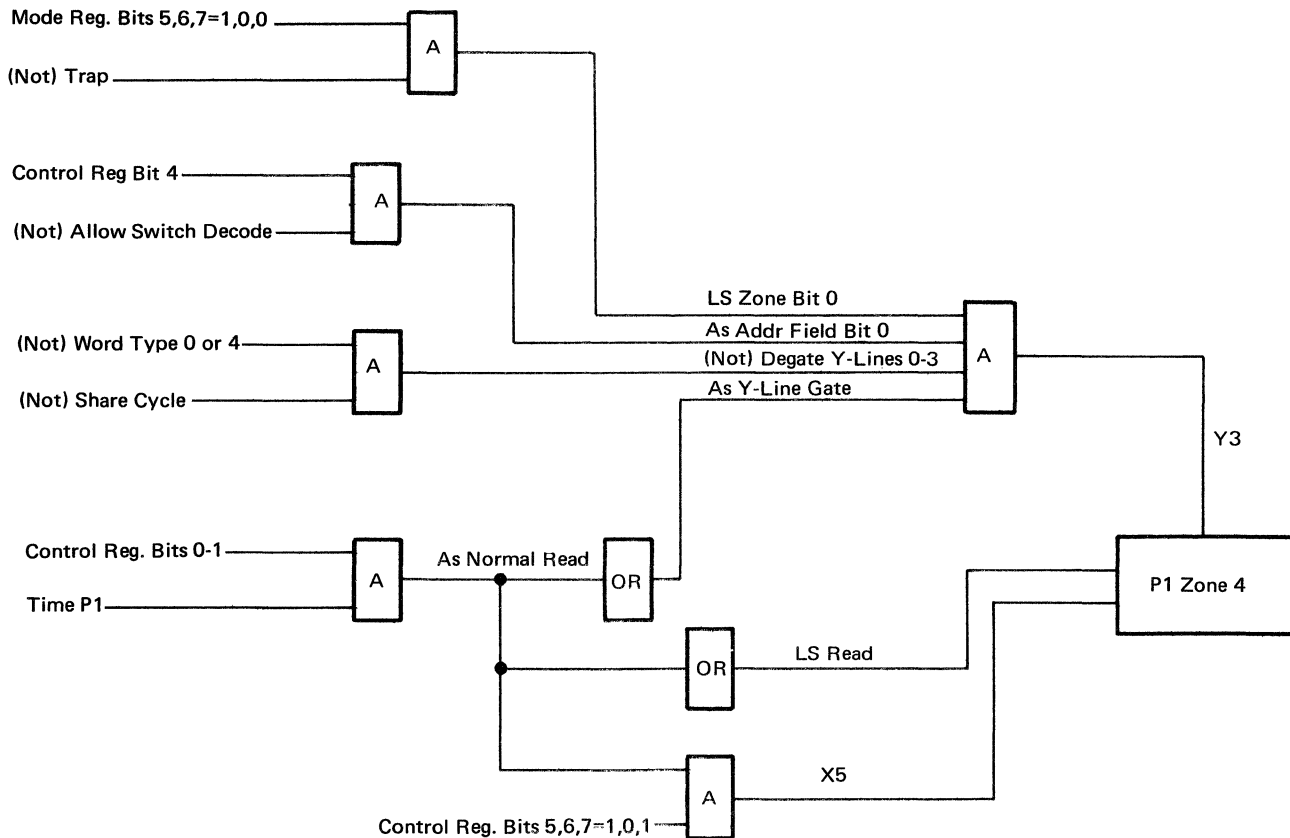 Mode Reg. Bits 5,6,7=1,0,0
A
(Not) Trap
Control Reg Bit 4
A
(Not) Allow Switch Decode
LS Zone Bit 0
As Addr Field Bit 0
(Not) Word Type 0 or 4
(Not) Degate Y-Lines 0-3
A
A
As Y-Line Gate
(Not) Share Cycle
Y3
Control Reg. Bits 0-1
As Normal Read
A
OR
P1 Zone 4
Time P1
OR
LS Read
X5
A
Control Reg. Bits 5,6,7=1,0,1